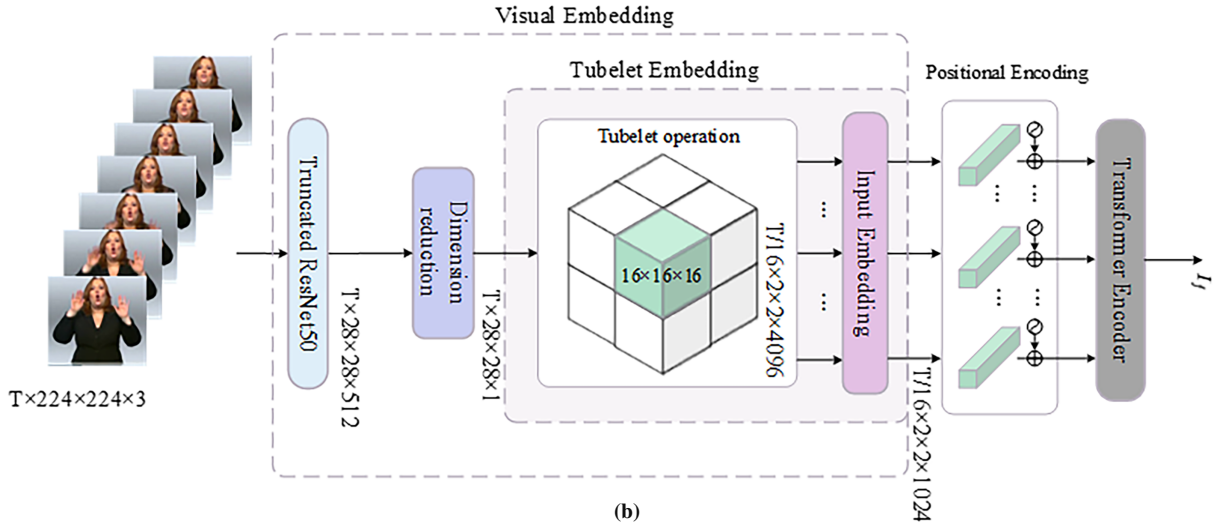 Visual Embedding
Tubelet Embedding
Positional Encoding
Tubelet operation
Truncated ResNet50
Dimension
reduction
16×16×16
...
...
Input Embedding
...
...
...
...
Transformer Encoder
I_f
T×224×224×3
T×28×28×512
T×28×28×1
T/16×2×2×4096
T/16×2×2×1024
(b)